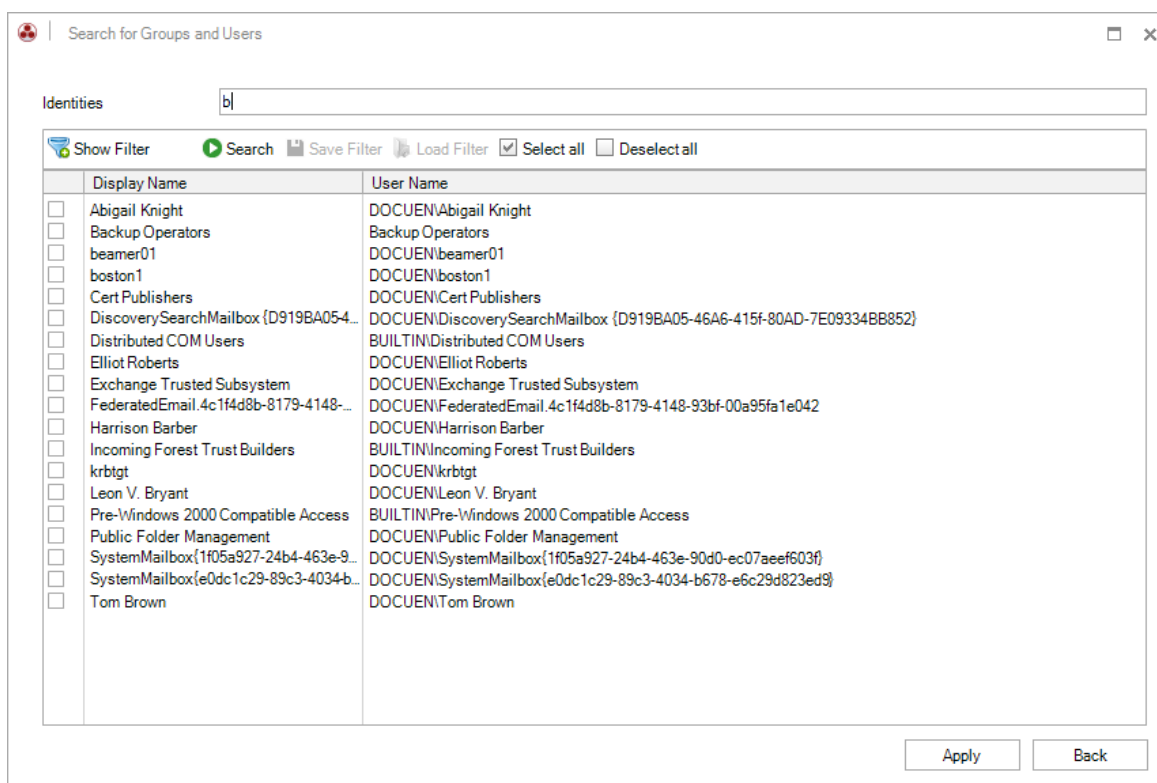 Search for Groups and Users
Identities b
Show Filter Search Save Filter Load Filter Select all Deselect all
Display Name User Name
Abigail Knight DOCUEN\Abigail Knight
Backup Operators Backup Operators
beamer01 DOCUEN\beamer01
boston1 DOCUEN\boston1
Cert Publishers DOCUEN\Cert Publishers
DiscoverySearchMailbox {D919BA05-4... DOCUEN\DiscoverySearchMailbox {D919BA05-46A6-415f-80AD-7E09334BB852}
Distributed COM Users BUILTIN\Distributed COM Users
Elliot Roberts DOCUEN\Elliot Roberts
Exchange Trusted Subsystem DOCUEN\Exchange Trusted Subsystem
FederatedEmail.4c1f4d8b-8179-4148-... DOCUEN\FederatedEmail.4c1f4d8b-8179-4148-93bf-00a95fa1e042
Harrison Barber DOCUEN\Harrison Barber
Incoming Forest Trust Builders BUILTIN\Incoming Forest Trust Builders
krbtgt DOCUEN\krbtgt
Leon V. Bryant DOCUEN\Leon V. Bryant
Pre-Windows 2000 Compatible Access BUILTIN\Pre-Windows 2000 Compatible Access
Public Folder Management DOCUEN\Public Folder Management
SystemMailbox{1f05a927-24b4-463e-9... DOCUEN\SystemMailbox{1f05a927-24b4-463e-90d0-ec07aeef603f}
SystemMailbox{e0dc1c29-89c3-4034-b... DOCUEN\SystemMailbox{e0dc1c29-89c3-4034-b678-e6c29d823ed9}
Tom Brown DOCUEN\Tom Brown
Apply Back